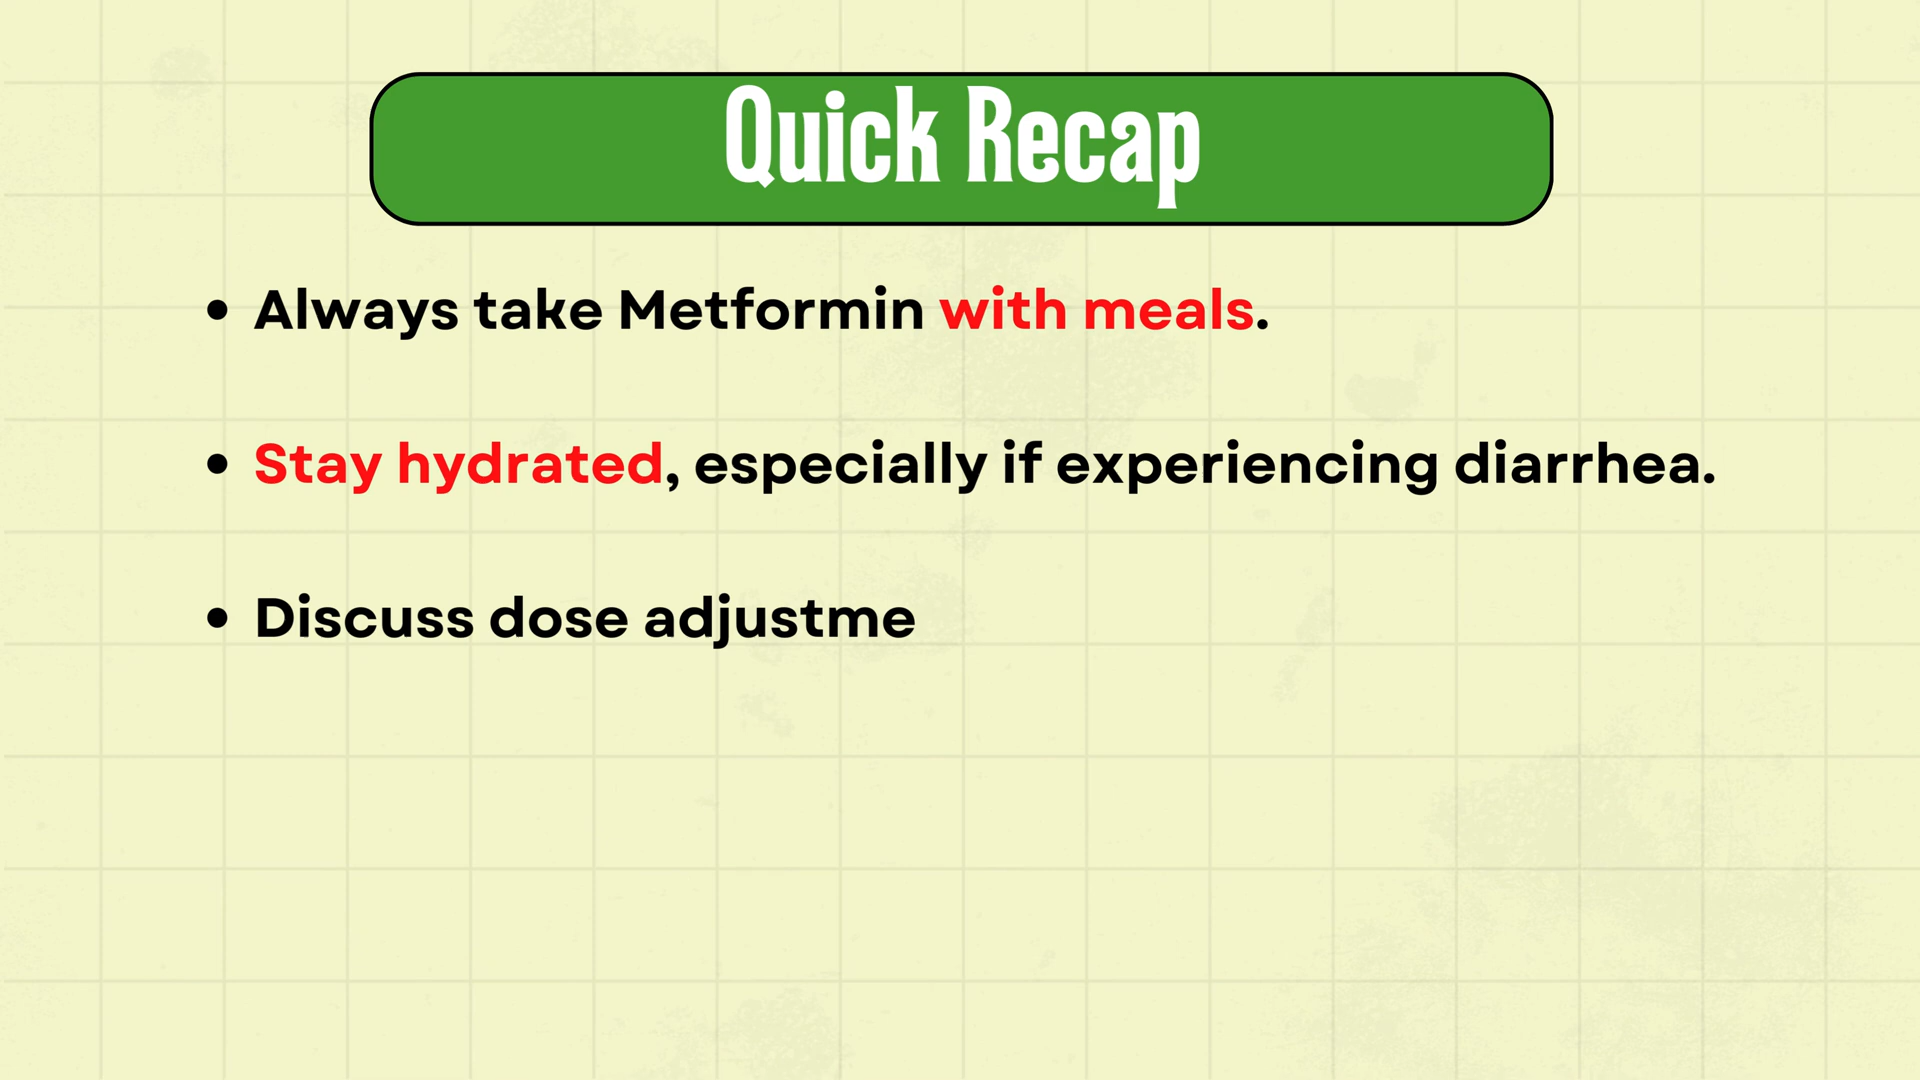 Quick Recap
• Always take Metformin with meals.
• Stay hydrated, especially if experiencing diarrhea.
• Discuss dose adjustme